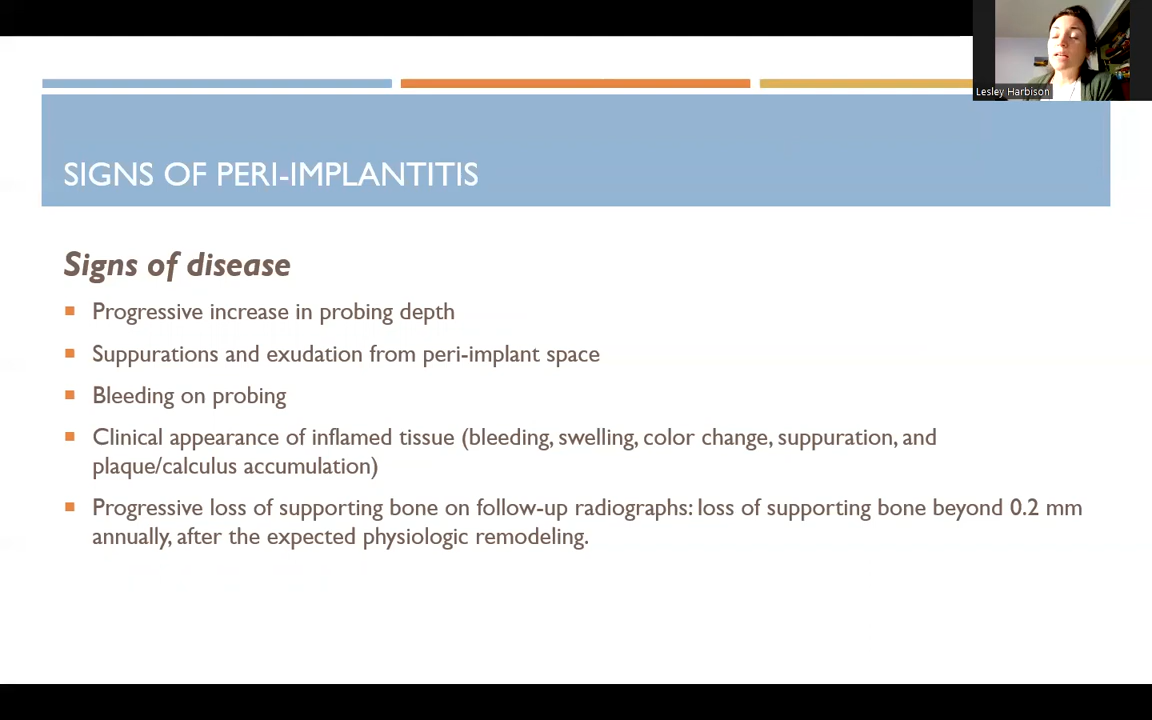 Lesley Harbison
SIGNS OF PERI-IMPLANTITIS
Signs of disease
Progressive increase in probing depth
Suppurations and exudation from peri-implant space
Bleeding on probing
Clinical appearance of inflamed tissue (bleeding, swelling, color change, suppuration, and
plaque/calculus accumulation)
Progressive loss of supporting bone on follow-up radiographs: loss of supporting bone beyond 0.2 mm
annually, after the expected physiologic remodeling.